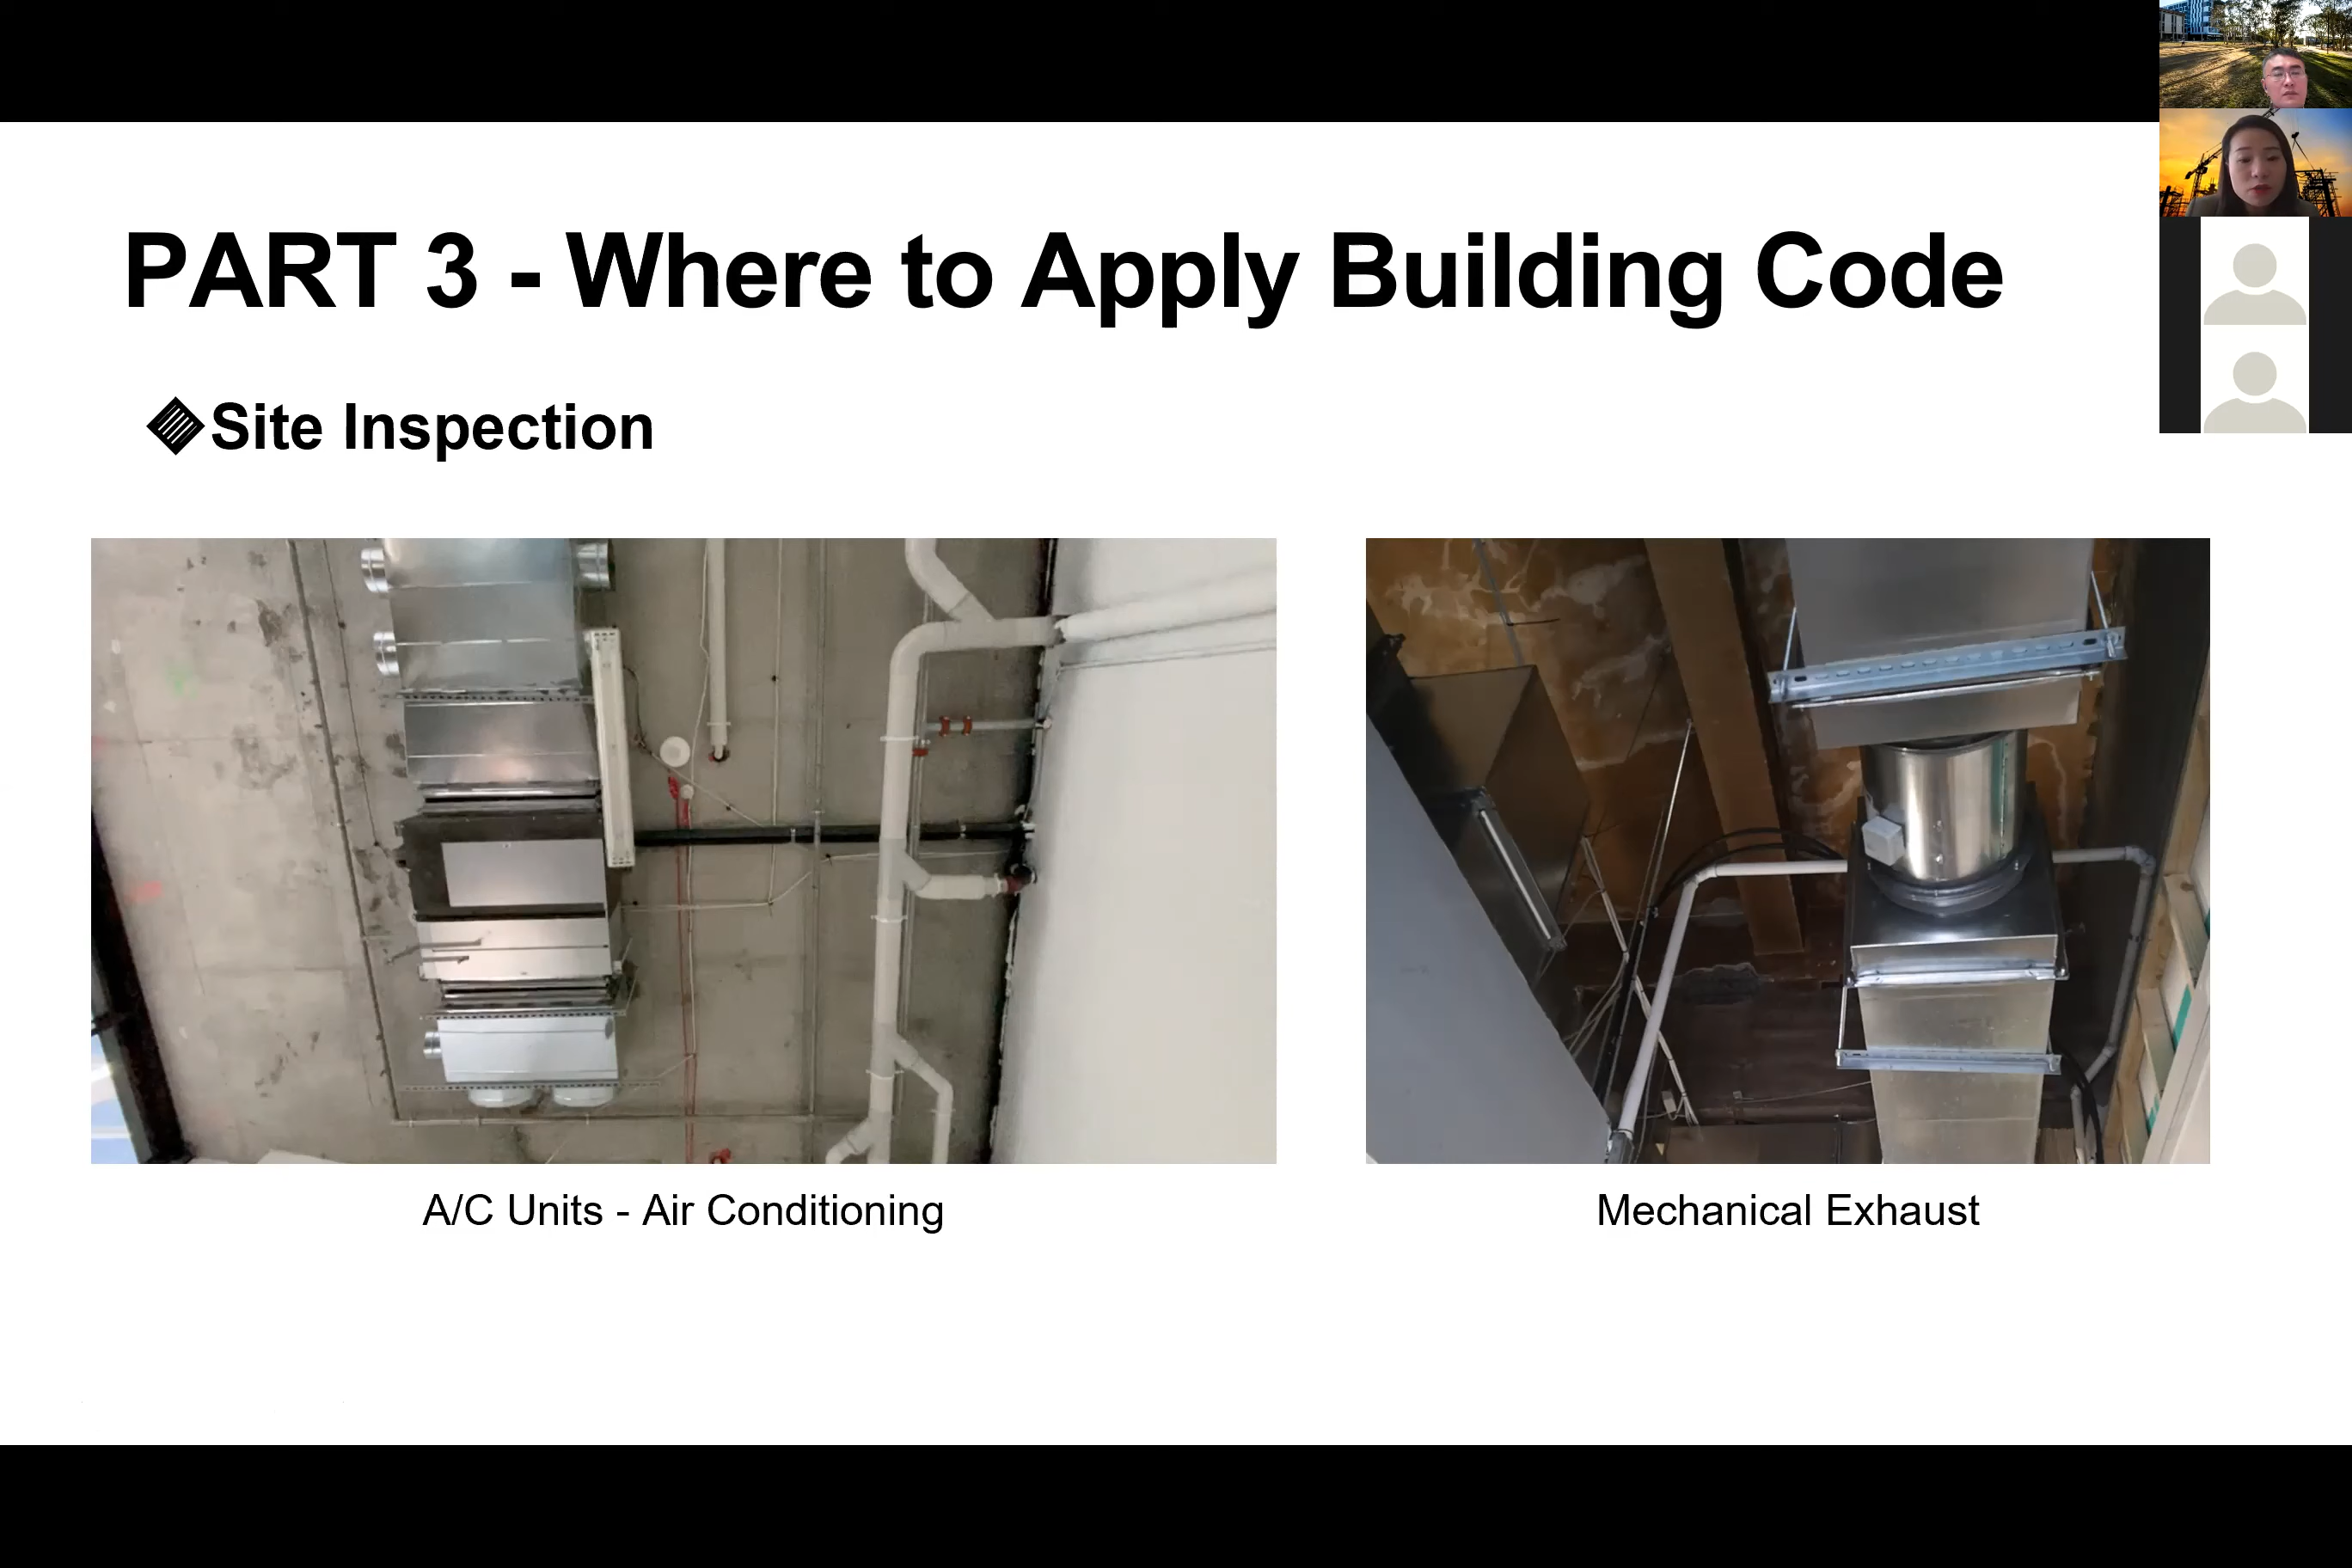 PART 3 - Where to Apply Building Code
Site Inspection
A/C Units - Air Conditioning
Mechanical Exhaust